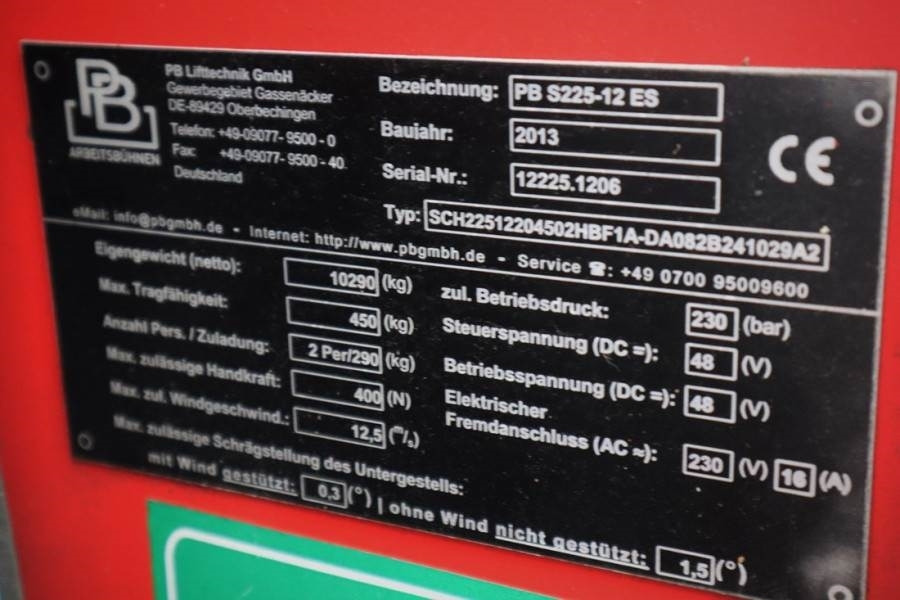 PB
ARBEITSBÜHNEN
PB Lifttechnik GmbH
Gewerbegebiet Gassenäcker
DE-89429 Oberbechingen
Telefon: +49-09077- 9500 - 0
Fax: +49-09077- 9500 - 40
Deutschland
Bezeichnung: PB S225-12 ES
Baujahr: 2013
Serial-Nr.: 12225.1206
Typ: SCH22512204502HBF1A-DA082B241029A2
CE
eMail: info@pbgmbh.de - Internet: http://www.pbgmbh.de - Service ☎: +49 0700 95009600
Eigengewicht (netto): 10290 (kg)
Max. Tragfähigkeit: 450 (kg)
Anzahl Pers. / Zuladung: 2 Per/290 (kg)
Max. zulässige Handkraft: 400 (N)
Max. zul. Windgeschwind.: 12,5 (m/s)
zul. Betriebsdruck: 230 (bar)
Steuerspannung (DC =): 48 (V)
Betriebsspannung (DC =): 48 (V)
Elektrischer
Fremdanschluss (AC ≈): 230 (V) 16 (A)
Max. zulässige Schrägstellung des Untergestells:
mit Wind gestützt: 0,3 (°) | ohne Wind nicht gestützt: 1,5 (°)